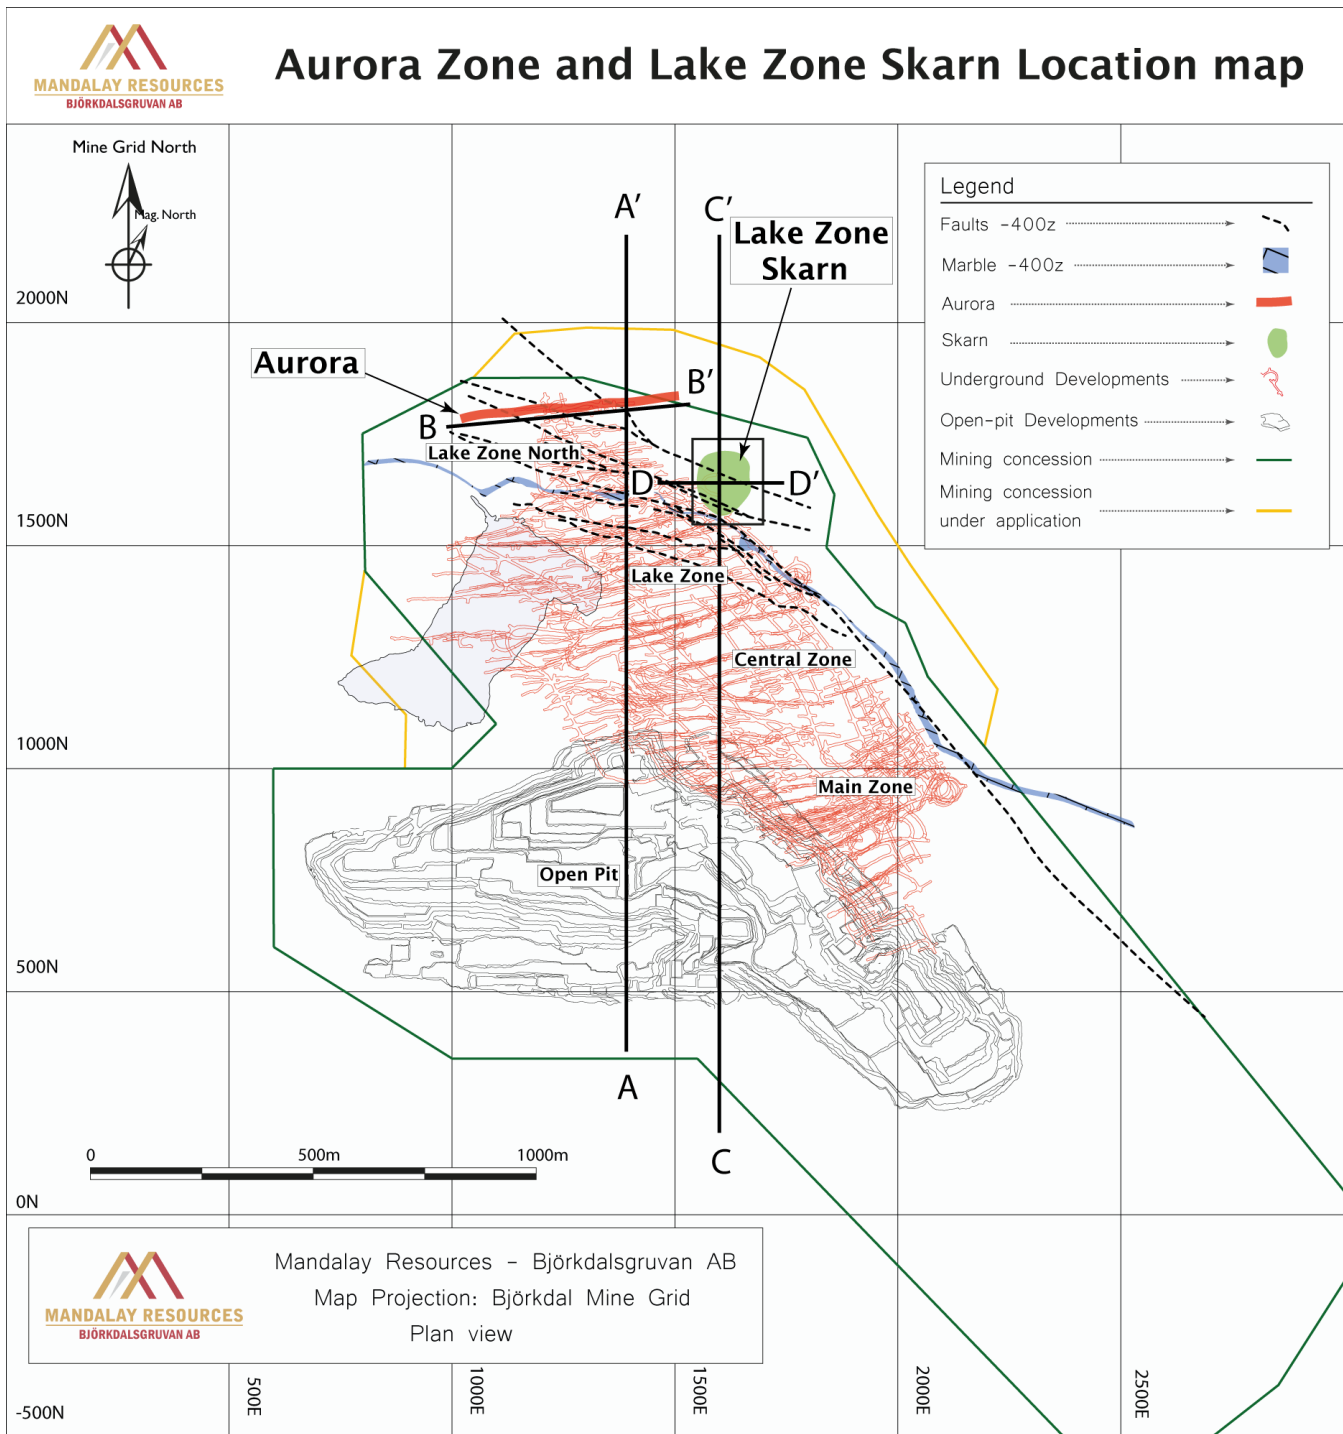 MANDALAY RESOURCES
BJÖRKDALSGRUVAN AB
Aurora Zone and Lake Zone Skarn Location map
Mine Grid North
Mag. North
A’
C’
Lake Zone
Skarn
Legend
Faults -400z
Marble -400z
Aurora
Skarn
Underground Developments
Open-pit Developments
Mining concession
Mining concession
under application
2000N
Aurora
B’
B
Lake Zone North
D
D’
1500N
Lake Zone
Central Zone
1000N
Main Zone
Open Pit
500N
A
C
0
500m
1000m
0N
MANDALAY RESOURCES
BJÖRKDALSGRUVAN AB
Mandalay Resources - Björkdalsgruvan AB
Map Projection: Björkdal Mine Grid
Plan view
500E
1000E
1500E
2000E
2500E
-500N